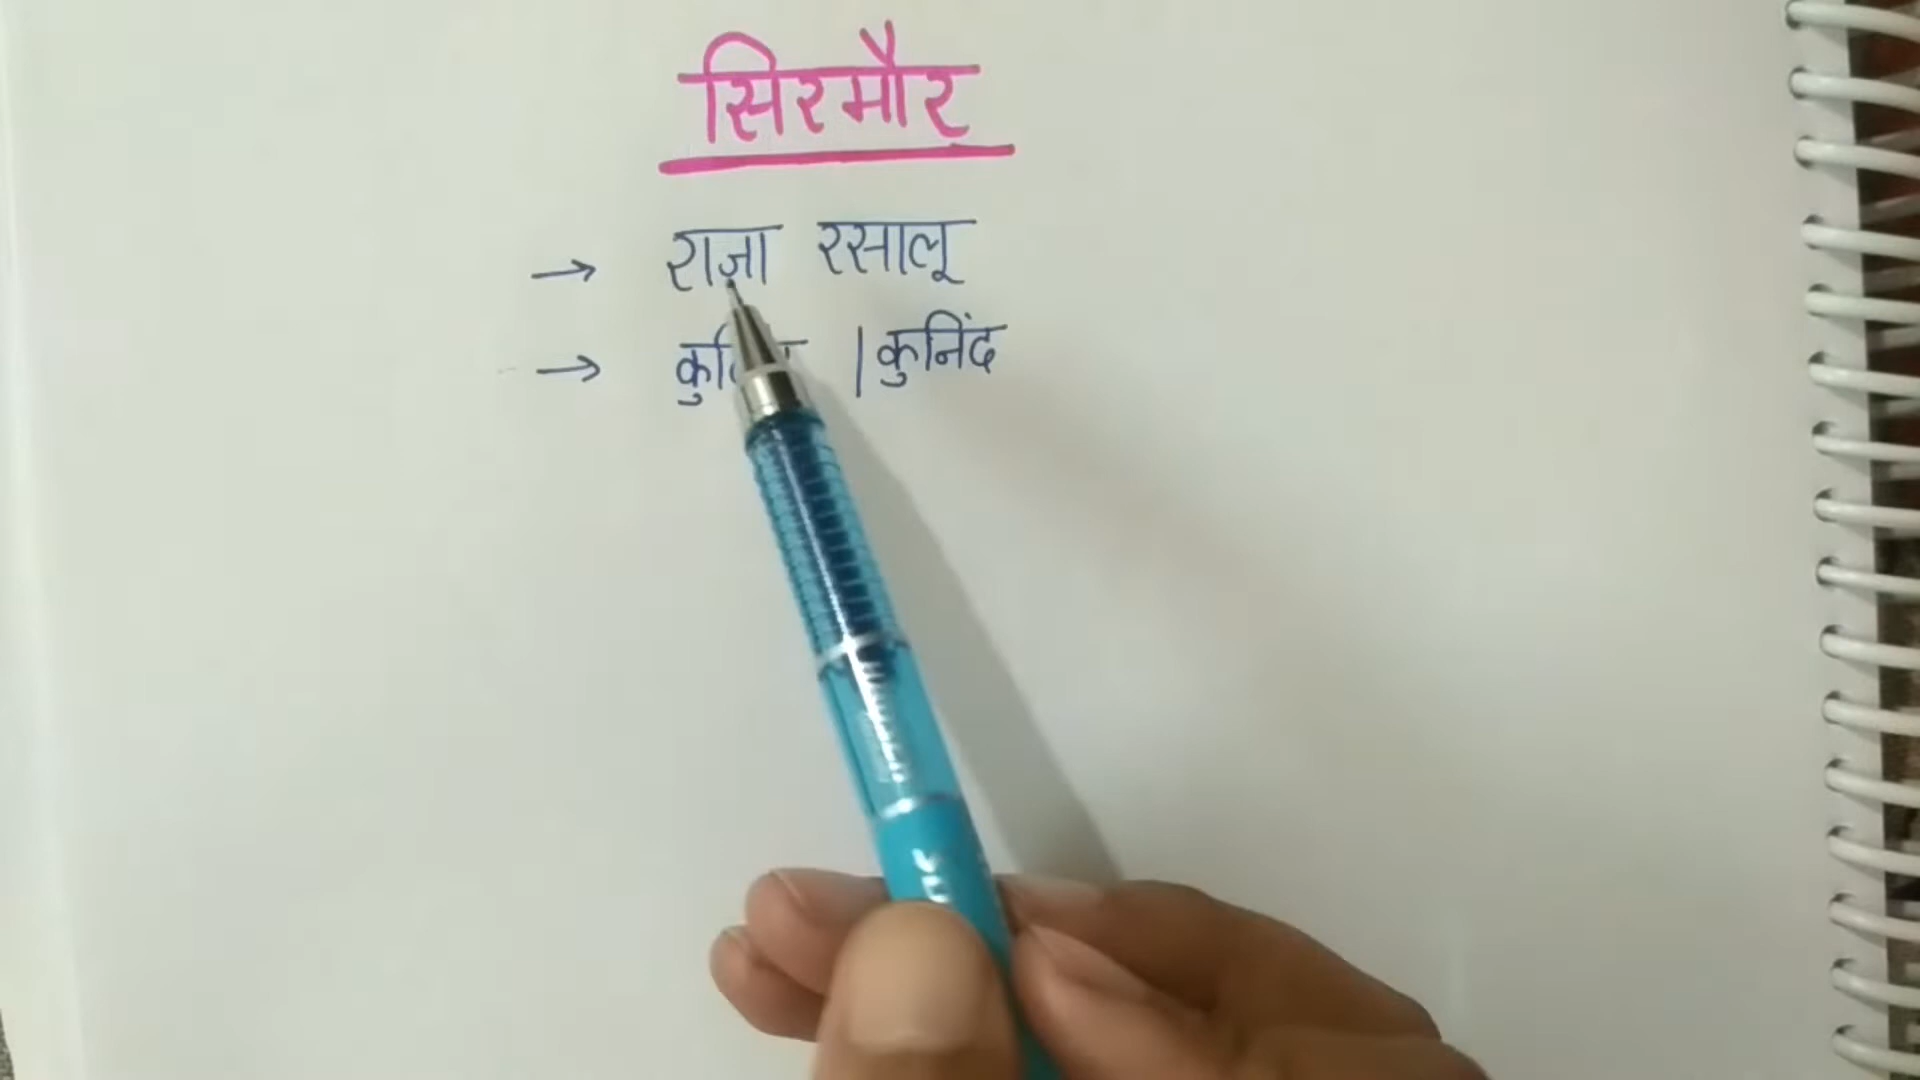 सिरमौर
→ राजा रसालू
→ | कुनिंद